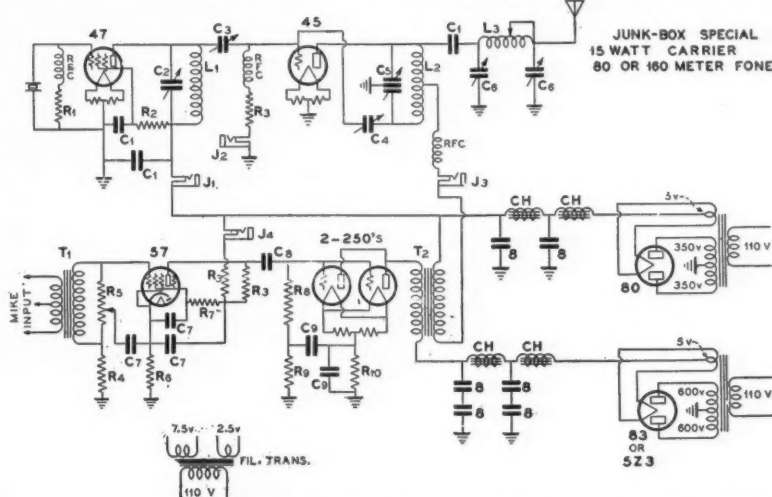 JUNK-BOX SPECIAL
15 WATT CARRIER
80 OR 160 METER FONE
47
C3
45
C1
L3
RFC
C2
L1
RFC
C5
L2
C6
C6
R1
C1
R2
R3
C4
C1
J2
RFC
J1
J3
CH
CH
5v
J4
8
8
350v
350v
110 V
80
T1
57
C8
2-250'S
T2
MIKE INPUT
R5
R3
R3
R8
R7
C7
C9
CH
CH
5v
C7
C7
R4
R6
R9
C9
R10
8
8
8
8
600v
600v
110 V
83
OR
5Z3
7.5v
2.5v
FIL. TRANS.
110 V